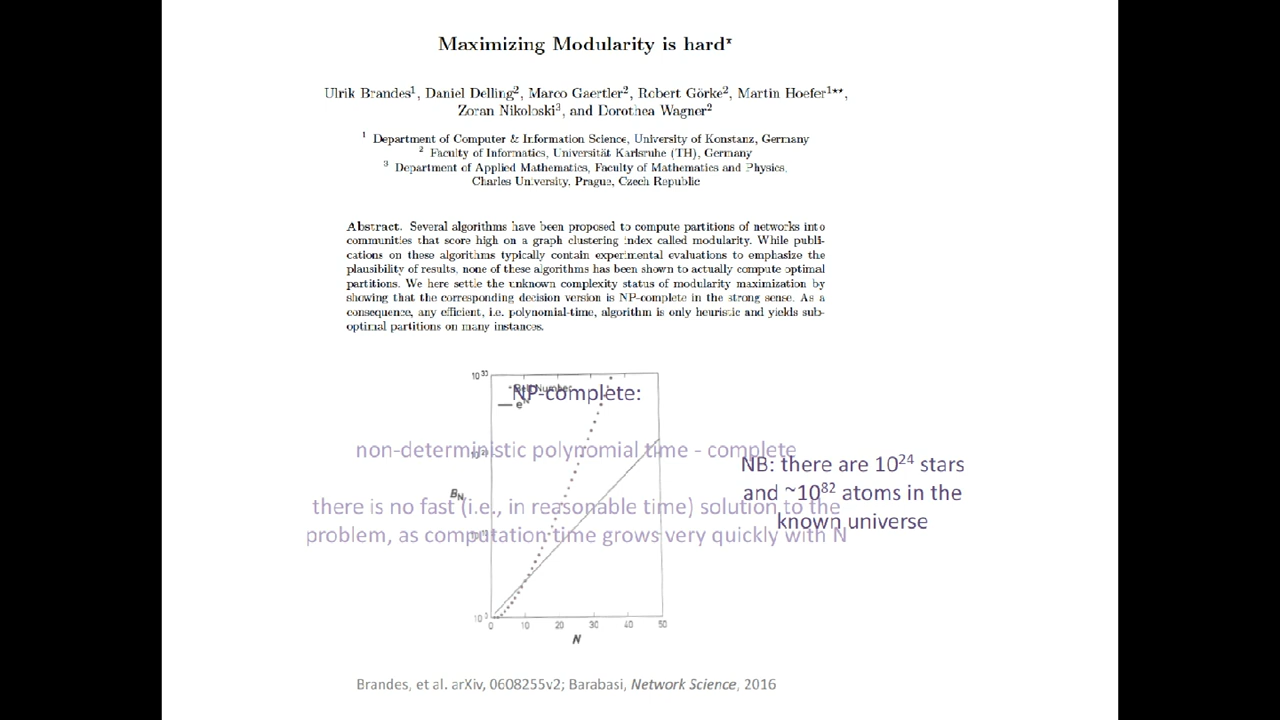 Maximizing Modularity is hard*
Ulrik Brandes1, Daniel Delling2, Marco Gaertler2, Robert Görke2, Martin Hoefer1**,
Zoran Nikoloski3, and Dorothea Wagner2
1 Department of Computer & Information Science, University of Konstanz, Germany
2 Faculty of Informatics, Universität Karlsruhe (TH), Germany
3 Department of Applied Mathematics, Faculty of Mathematics and Physics,
Charles University, Prague, Czech Republic
Abstract. Several algorithms have been proposed to compute partitions of networks into
communities that score high on a graph clustering index called modularity. While publi-
cations on these algorithms typically contain experimental evaluations to emphasize the
plausibility of results, none of these algorithms has been shown to actually compute optimal
partitions. We here settle the unknown complexity status of modularity maximization by
showing that the corresponding decision version is NP-complete in the strong sense. As a
consequence, any efficient, i.e. polynomial-time, algorithm is only heuristic and yields sub-
optimal partitions on many instances.
Bell Number
NP-complete:
e^N
non-deterministic polynomial time - complete
NB: there are 10^24 stars
and ~10^82 atoms in the
known universe
there is no fast (i.e., in reasonable time) solution to the
problem, as computation time grows very quickly with N
B_N
0 10 20 30 40 50
N
Brandes, et al. arXiv, 0608255v2; Barabasi, Network Science, 2016